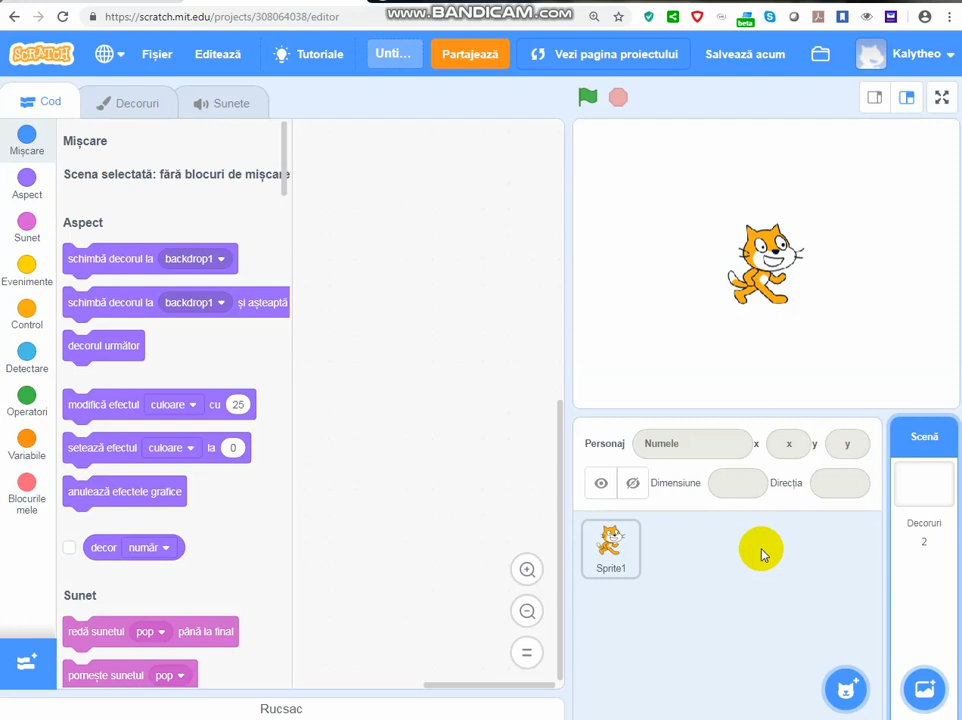 https://scratch.mit.edu/projects/308064038/editor
www.BANDICAM.com
beta
SCRATCH
Fișier
Editează
Tutoriale
Unti...
Partajează
Vezi pagina proiectului
Salvează acum
Kalytheo
Cod
Decoruri
Sunete
Mișcare
Aspect
Sunet
Evenimente
Control
Detectare
Operatori
Variabile
Blocurile
mele
Mișcare
Scena selectată: fără blocuri de mișcare
Aspect
schimbă decorul la backdrop1
schimbă decorul la backdrop1 și așteaptă
decorul următor
modifică efectul culoare cu 25
setează efectul culoare la 0
anulează efectele grafice
decor număr
Sunet
redă sunetul pop până la final
pornește sunetul pop
Rucsac
Personaj Numele x x y y
Dimensiune Direcția
Sprite1
Scenă
Decoruri
2